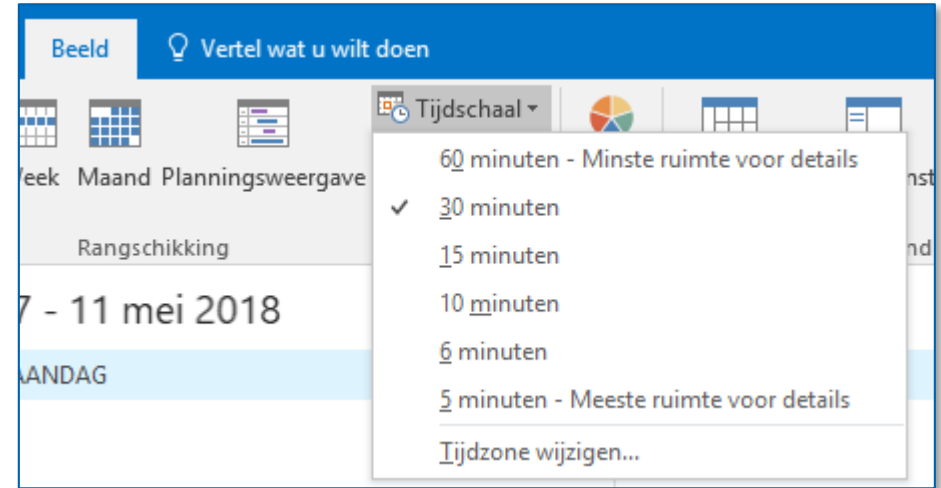 Beeld Vertel wat u wilt doen
Tijdschaal
Maand Planningsweergave
Rangschikking
60 minuten - Minste ruimte voor details
30 minuten
15 minuten
10 minuten
6 minuten
5 minuten - Meeste ruimte voor details
Tijdzone wijzigen...
7 - 11 mei 2018
AANDAG